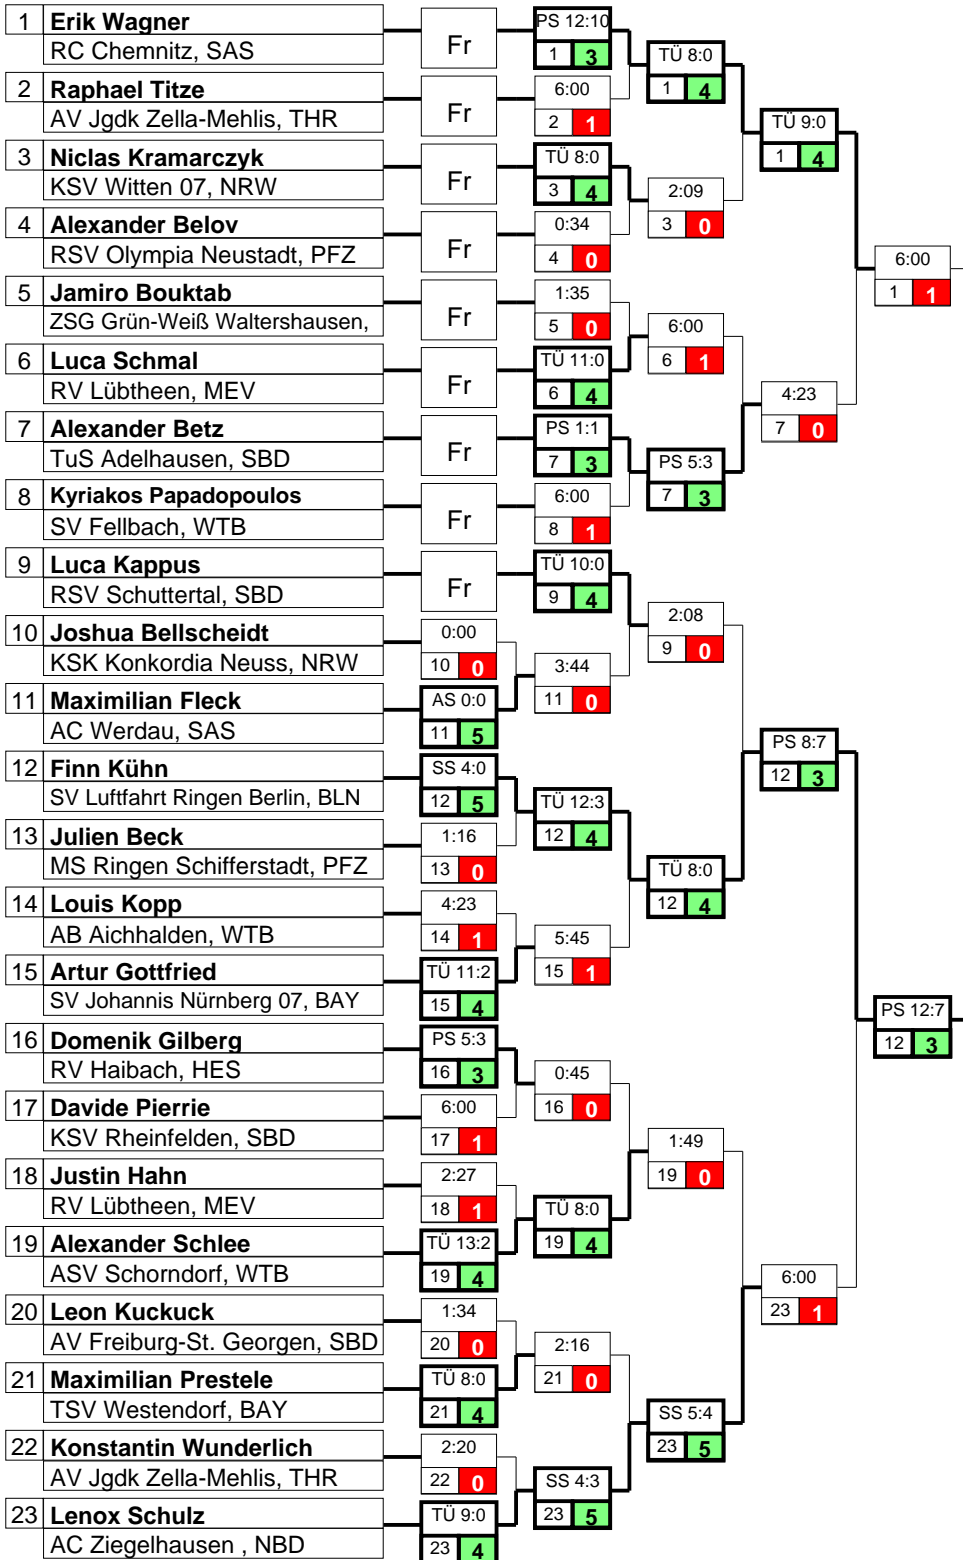 1 Erik Wagner
RC Chemnitz, SAS
Fr
PS 12:10
1 3
TÜ 8:0
1 4
2 Raphael Titze
AV Jgdk Zella-Mehlis, THR
Fr
6:00
2 1
TÜ 9:0
1 4
3 Niclas Kramarczyk
KSV Witten 07, NRW
Fr
TÜ 8:0
3 4
2:09
3 0
4 Alexander Belov
RSV Olympia Neustadt, PFZ
Fr
0:34
4 0
6:00
1 1
5 Jamiro Bouktab
ZSG Grün-Weiß Waltershausen,
Fr
1:35
5 0
6:00
6 1
6 Luca Schmal
RV Lübtheen, MEV
Fr
TÜ 11:0
6 4
4:23
7 0
7 Alexander Betz
TuS Adelhausen, SBD
Fr
PS 1:1
7 3
PS 5:3
7 3
8 Kyriakos Papadopoulos
SV Fellbach, WTB
Fr
6:00
8 1
9 Luca Kappus
RSV Schuttertal, SBD
Fr
TÜ 10:0
9 4
2:08
9 0
10 Joshua Bellscheidt
KSK Konkordia Neuss, NRW
0:00
10 0
3:44
11 0
11 Maximilian Fleck
AC Werdau, SAS
AS 0:0
11 5
PS 8:7
12 3
12 Finn Kühn
SV Luftfahrt Ringen Berlin, BLN
SS 4:0
12 5
TÜ 12:3
12 4
13 Julien Beck
MS Ringen Schifferstadt, PFZ
1:16
13 0
TÜ 8:0
12 4
14 Louis Kopp
AB Aichhalden, WTB
4:23
14 1
5:45
15 1
15 Artur Gottfried
SV Johannis Nürnberg 07, BAY
TÜ 11:2
15 4
PS 12:7
12 3
16 Domenik Gilberg
RV Haibach, HES
PS 5:3
16 3
0:45
16 0
17 Davide Pierrie
KSV Rheinfelden, SBD
6:00
17 1
1:49
19 0
18 Justin Hahn
RV Lübtheen, MEV
2:27
18 1
TÜ 8:0
19 4
19 Alexander Schlee
ASV Schorndorf, WTB
TÜ 13:2
19 4
6:00
23 1
20 Leon Kuckuck
AV Freiburg-St. Georgen, SBD
1:34
20 0
2:16
21 0
21 Maximilian Prestele
TSV Westendorf, BAY
TÜ 8:0
21 4
SS 5:4
23 5
22 Konstantin Wunderlich
AV Jgdk Zella-Mehlis, THR
2:20
22 0
SS 4:3
23 5
23 Lenox Schulz
AC Ziegelhausen , NBD
TÜ 9:0
23 4